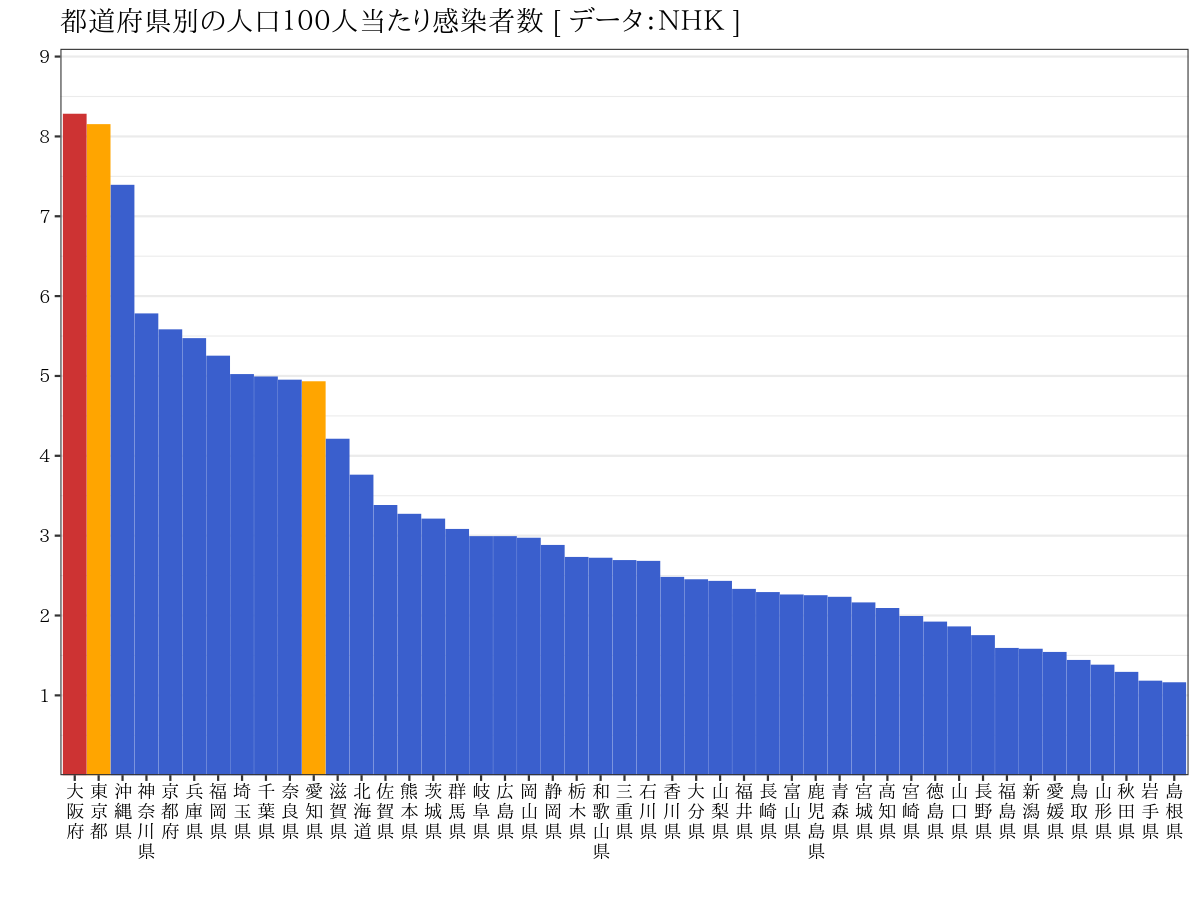 都道府県別の人口100人当たり感染者数 [ データ:NHK ]
9
8
7
6
5
4
3
2
1
大阪府
東京都
沖縄県
神奈川県
京都府
兵庫県
福岡県
埼玉県
千葉県
奈良県
愛知県
滋賀県
北海道
佐賀県
熊本県
茨城県
群馬県
岐阜県
広島県
岡山県
静岡県
栃木県
和歌山県
三重県
石川県
香川県
大分県
山梨県
福井県
長崎県
富山県
鹿児島県
青森県
宮城県
高知県
宮崎県
徳島県
山口県
長野県
福島県
新潟県
愛媛県
鳥取県
山形県
秋田県
岩手県
島根県